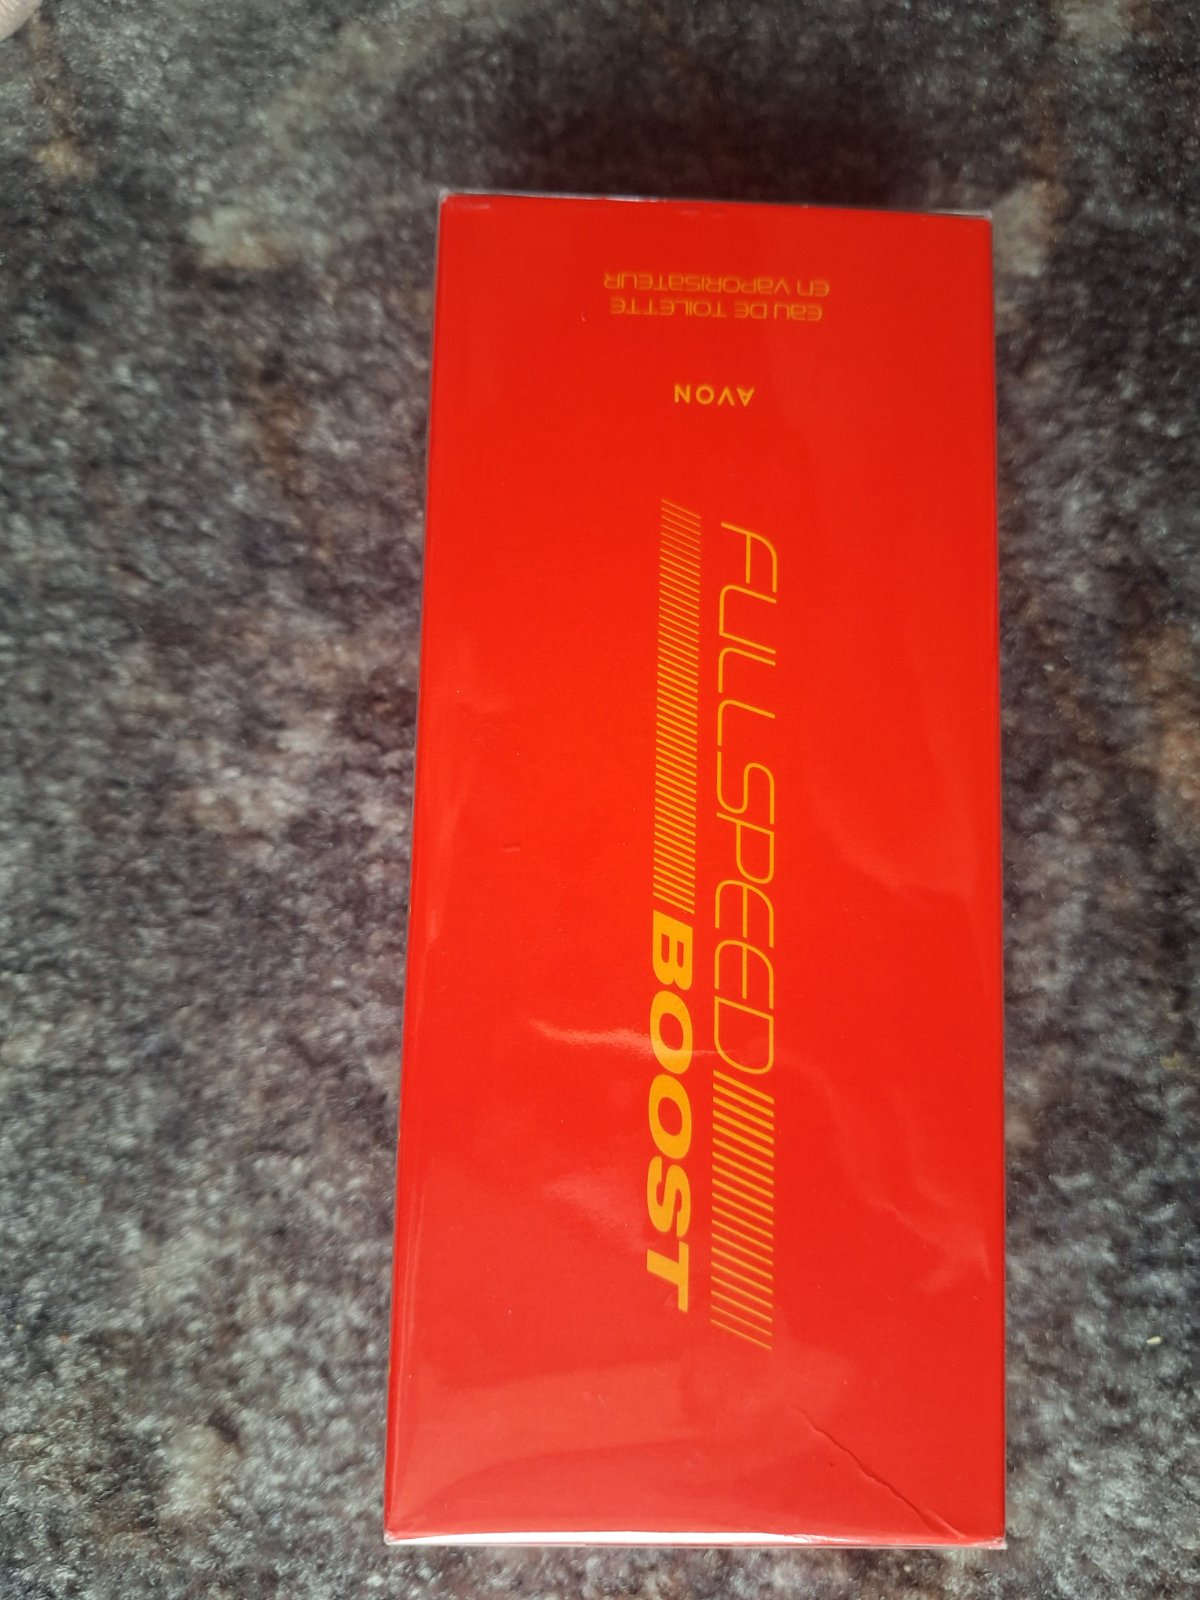 FULL SPEED
BOOST
AVON
eau de toilette
en vaporisateur